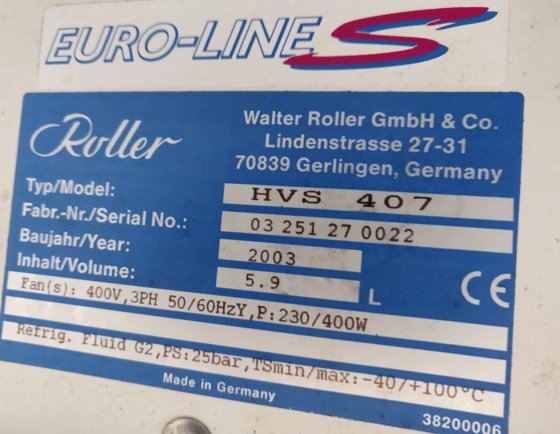 EURO-LINE S
Roller
Walter Roller GmbH & Co.
Lindenstrasse 27-31
70839 Gerlingen, Germany
Typ/Model: HVS 407
Fabr.-Nr./Serial No.: 03 251 27 0022
Baujahr/Year: 2003
Inhalt/Volume: 5.9 L
CE
Fan(s): 400V,3PH 50/60HzY,P:230/400W
Refrig. Fluid G2,PS:25bar,TSmin/max:-40/+100°C
Made in Germany
38200006